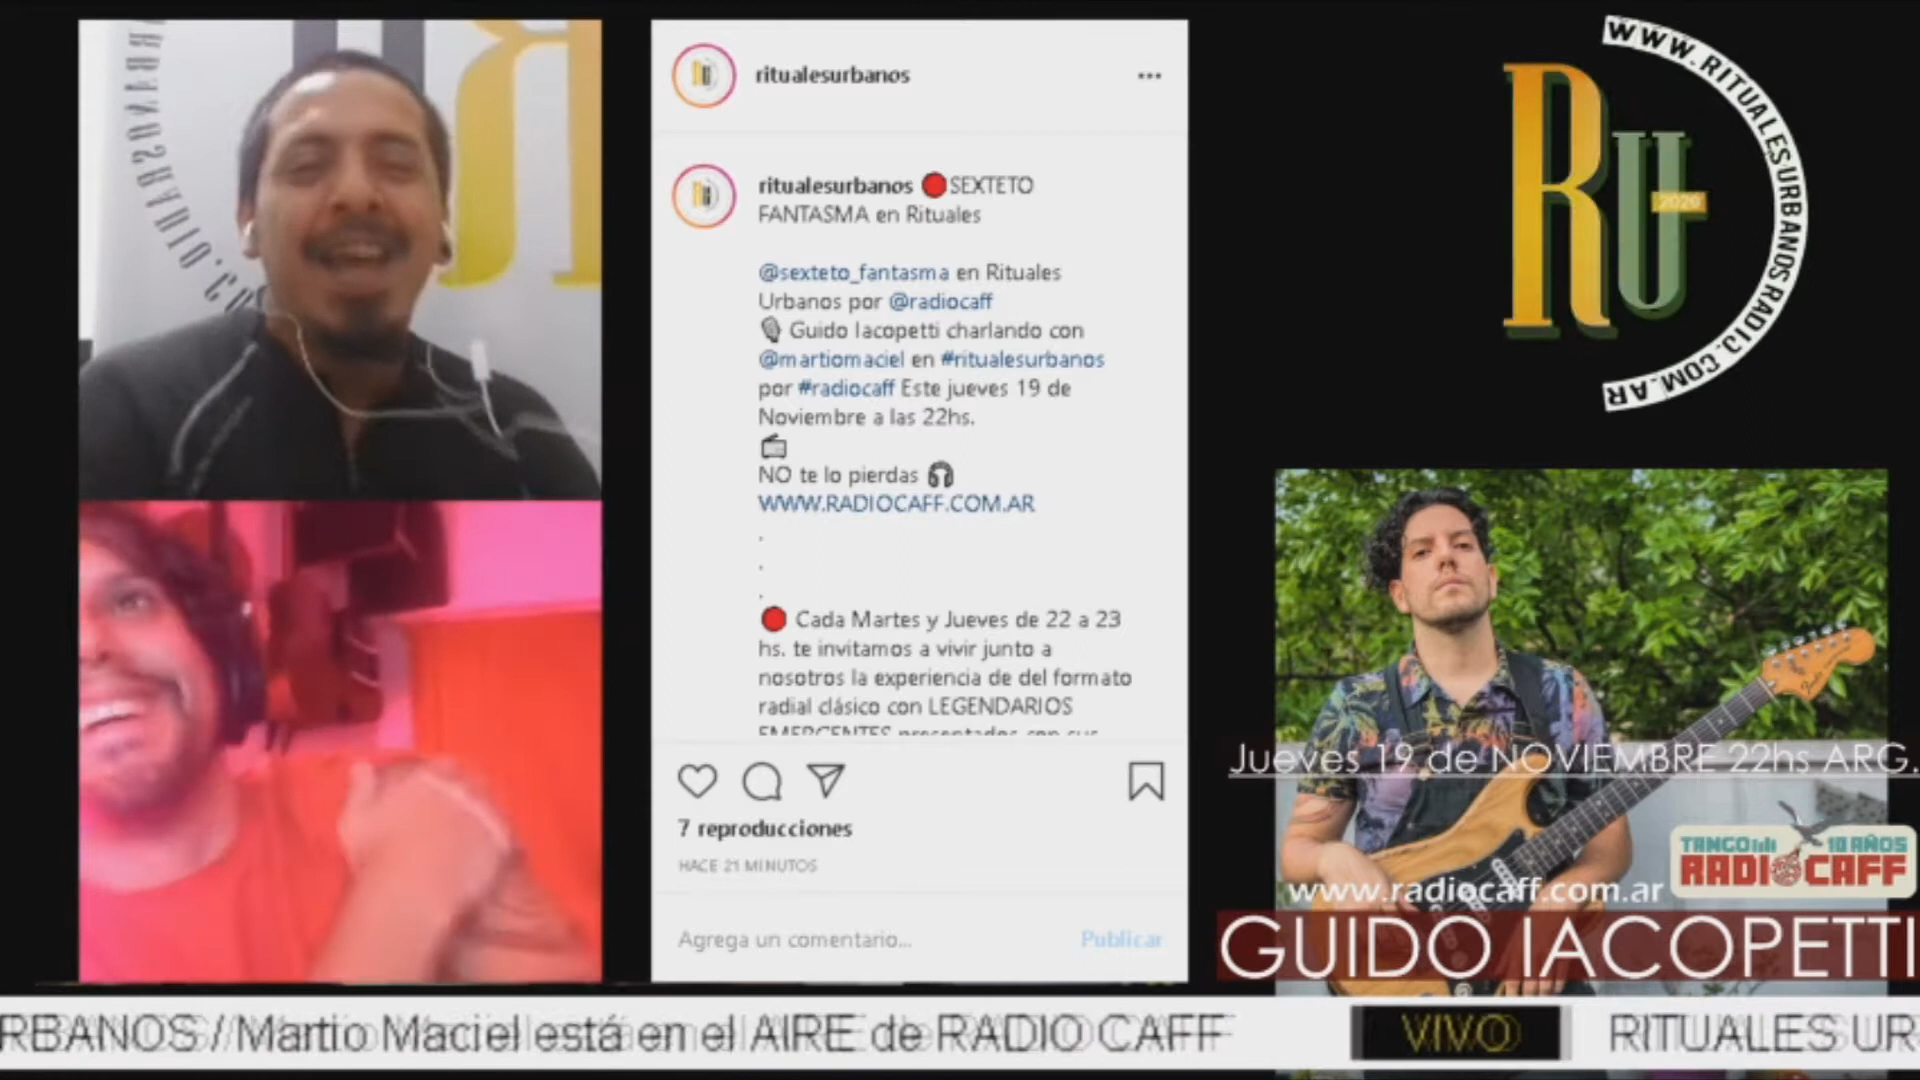 ritualesurbanos
ritualesurbanos 🔴SEXTETO
FANTASMA en Rituales
@sexteto_fantasma en Rituales
Urbanos por @radiocaff
🎙 Guido Iacopetti charlando con
@martiomaciel en #ritualesurbanos
por #radiocaff Este jueves 19 de
Noviembre a las 22hs.
📻
NO te lo pierdas 🎧
WWW.RADIOCAFF.COM.AR
.
.
.
🔴 Cada Martes y Jueves de 22 a 23
hs. te invitamos a vivir junto a
nosotros la experiencia de del formato
radial clásico con LEGENDARIOS
EMERGENTES presentados con sus
7 reproducciones
HACE 21 MINUTOS
Agrega un comentario...
Publicar
WWW.RITUALESURBANOSRADIO.COM.AR
RU
2020
Jueves 19 de NOVIEMBRE 22hs ARG.
TANGO 10 AÑOS
RADIO CAFF
www.radiocaff.com.ar
Fender
GUIDO IACOPETTI
RBANOS / Martio Maciel está en el AIRE de RADIO CAFF
VIVO
RITUALES UR